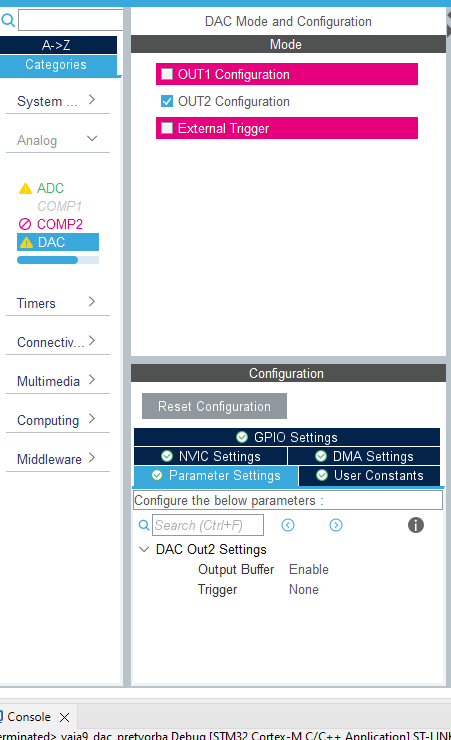 DAC Mode and Configuration
Mode
A->Z
Categories
System ...
Analog
ADC
COMP1
COMP2
DAC
Timers
Connectiv...
Multimedia
Computing
Middleware
OUT1 Configuration
OUT2 Configuration
External Trigger
Configuration
Reset Configuration
GPIO Settings
NVIC Settings
DMA Settings
Parameter Settings
User Constants
Configure the below parameters :
Search (Ctrl+F)
DAC Out2 Settings
Output Buffer Enable
Trigger None
Console
erminated> vaja9_dac_pretvorba Debug [STM32 Cortex-M C/C++ Application] ST-LINK